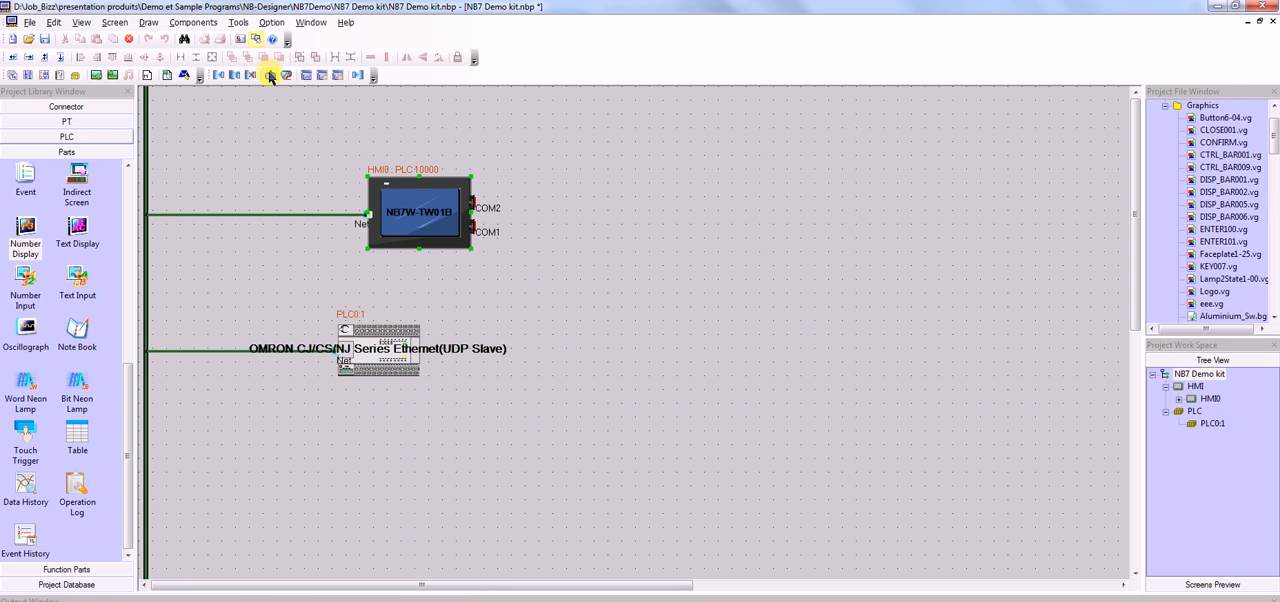 D:\Job_Bizz\presentation produits\Demo et Sample Programs\NB-Designer\NB7Demo\NB7 Demo kit\NB7 Demo kit.nbp - [NB7 Demo kit.nbp *]
File Edit View Screen Draw Components Tools Option Window Help
Project Library Window
Connector
PT
PLC
Parts
Event
Indirect Screen
Number Display
Text Display
Number Input
Text Input
Oscillograph
Note Book
Word Neon Lamp
Bit Neon Lamp
Touch Trigger
Table
Data History
Operation Log
Event History
Function Parts
Project Database
HMI0 : PLC:10000
NB7W-TW01B
COM2
COM1
Net
PLC0:1
OMRON CJ/CS/NJ Series Ethernet(UDP Slave)
Net
Project File Window
Graphics
Button6-04.vg
CLOSE001.vg
CONFIRM.vg
CTRL_BAR001.vg
CTRL_BAR009.vg
DISP_BAR001.vg
DISP_BAR002.vg
DISP_BAR005.vg
DISP_BAR006.vg
ENTER100.vg
ENTER101.vg
Faceplate1-25.vg
KEY007.vg
Lamp2State1-00.vg
Logo.vg
eee.vg
Aluminium_Sw.bg
Project Work Space
Tree View
NB7 Demo kit
HMI
HMI0
PLC
PLC0:1
Screens Preview